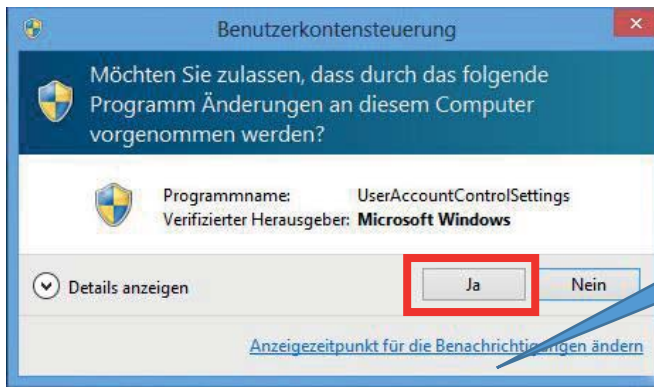 Benutzerkontensteuerung
Möchten Sie zulassen, dass durch das folgende
Programm Änderungen an diesem Computer
vorgenommen werden?
Programmname: UserAccountControlSettings
Verifizierter Herausgeber: Microsoft Windows
Details anzeigen
Ja
Nein
Anzeigezeitpunkt für die Benachrichtigungen ändern